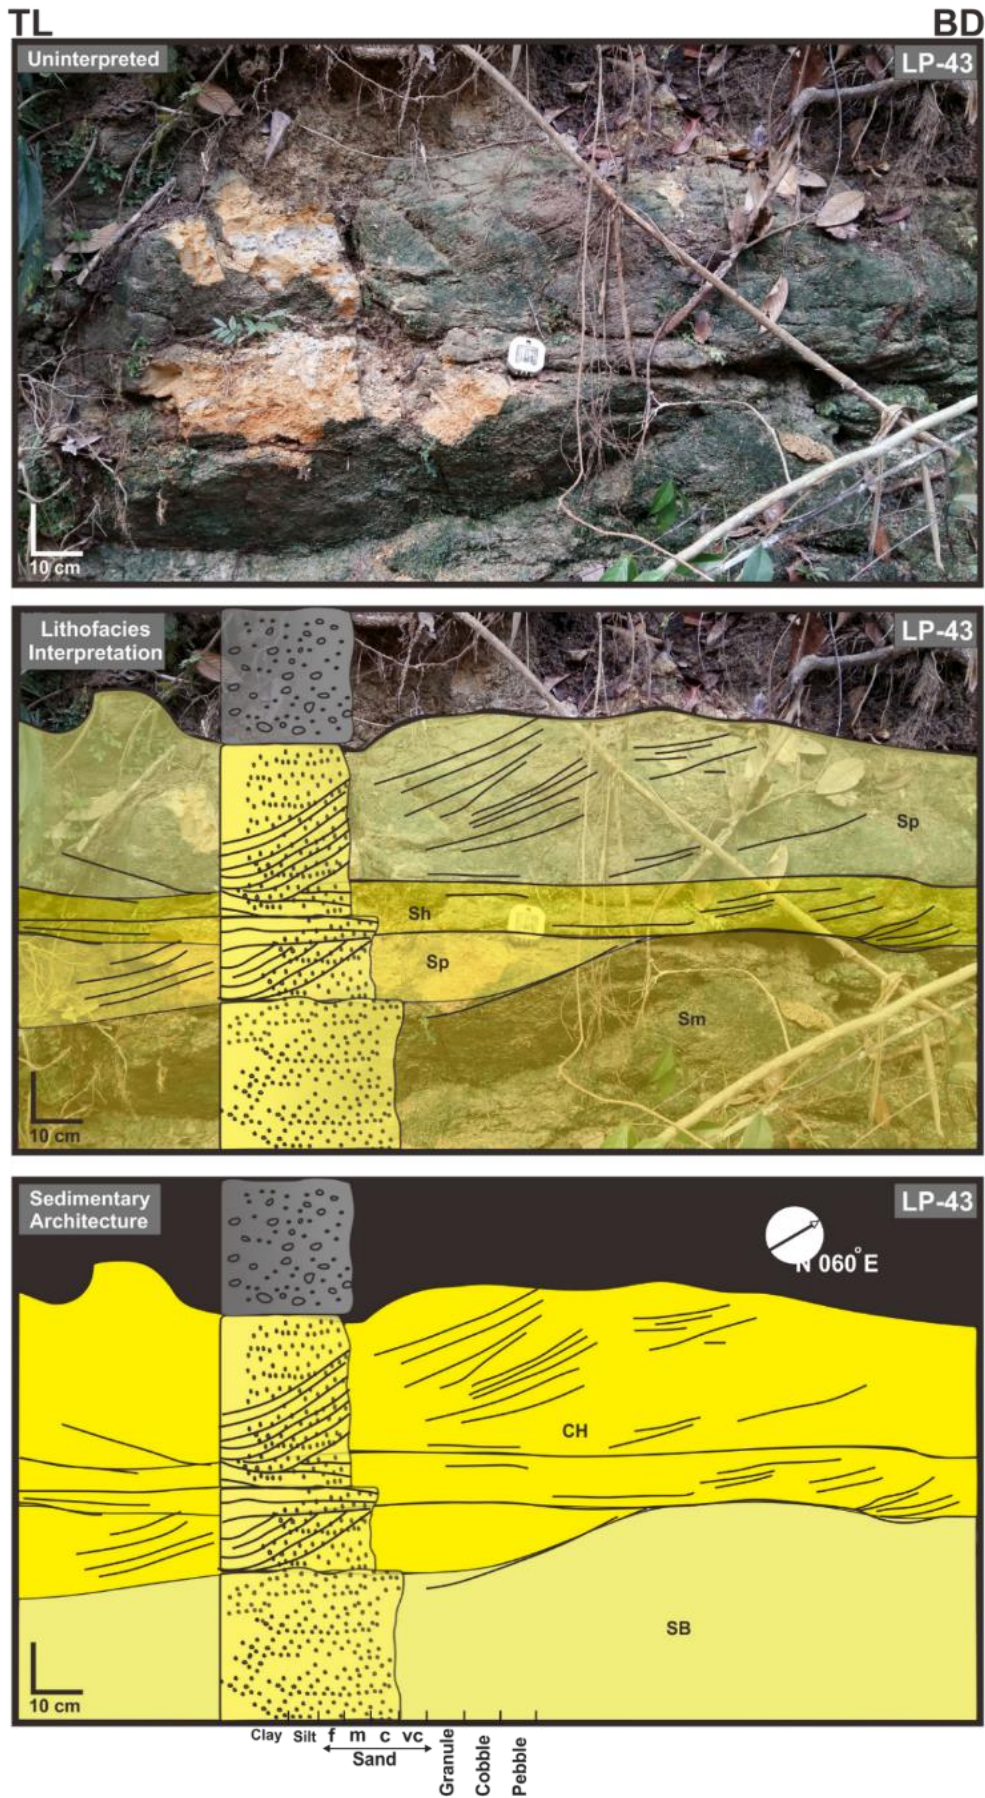 TL
BD
Uninterpreted
LP-43
10 cm
Lithofacies
Interpretation
LP-43
Sp
Sh
Sp
Sm
10 cm
Sedimentary
Architecture
LP-43
N 060°E
CH
SB
10 cm
Clay Silt f m c vc
Sand
Granule
Cobble
Pebble